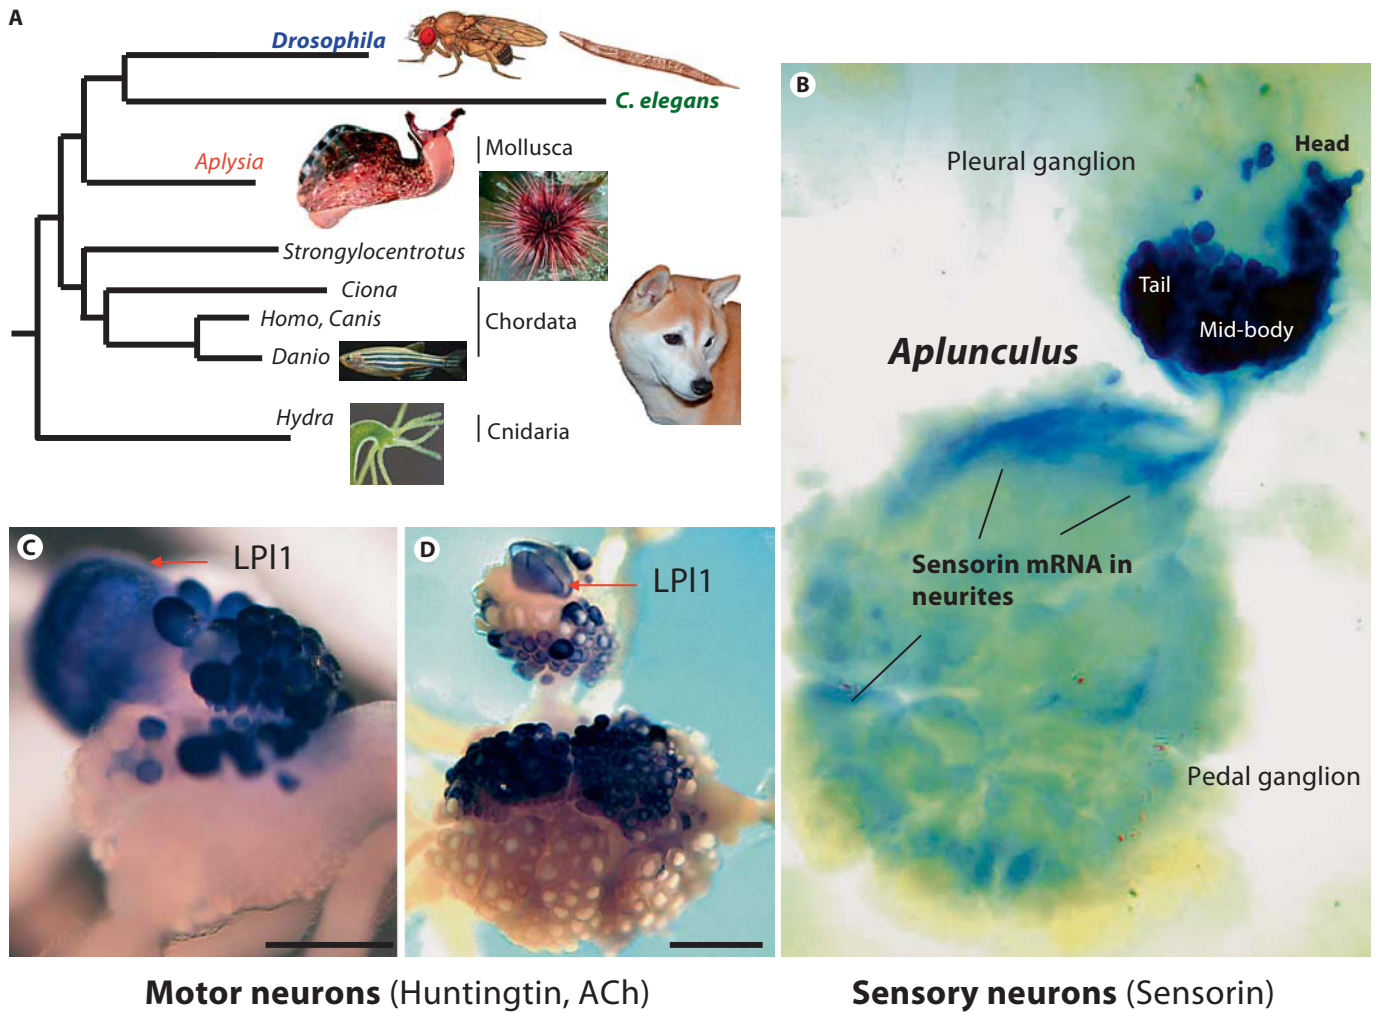 A
Drosophila
C. elegans
Aplysia
Mollusca
Strongylocentrotus
Ciona
Homo, Canis
Chordata
Danio
Hydra
Cnidaria
B
Pleural ganglion
Head
Tail
Mid-body
Aplunculus
Sensorin mRNA in
neurites
Pedal ganglion
C
LPl1
D
LPl1
Motor neurons (Huntingtin, ACh)
Sensory neurons (Sensorin)